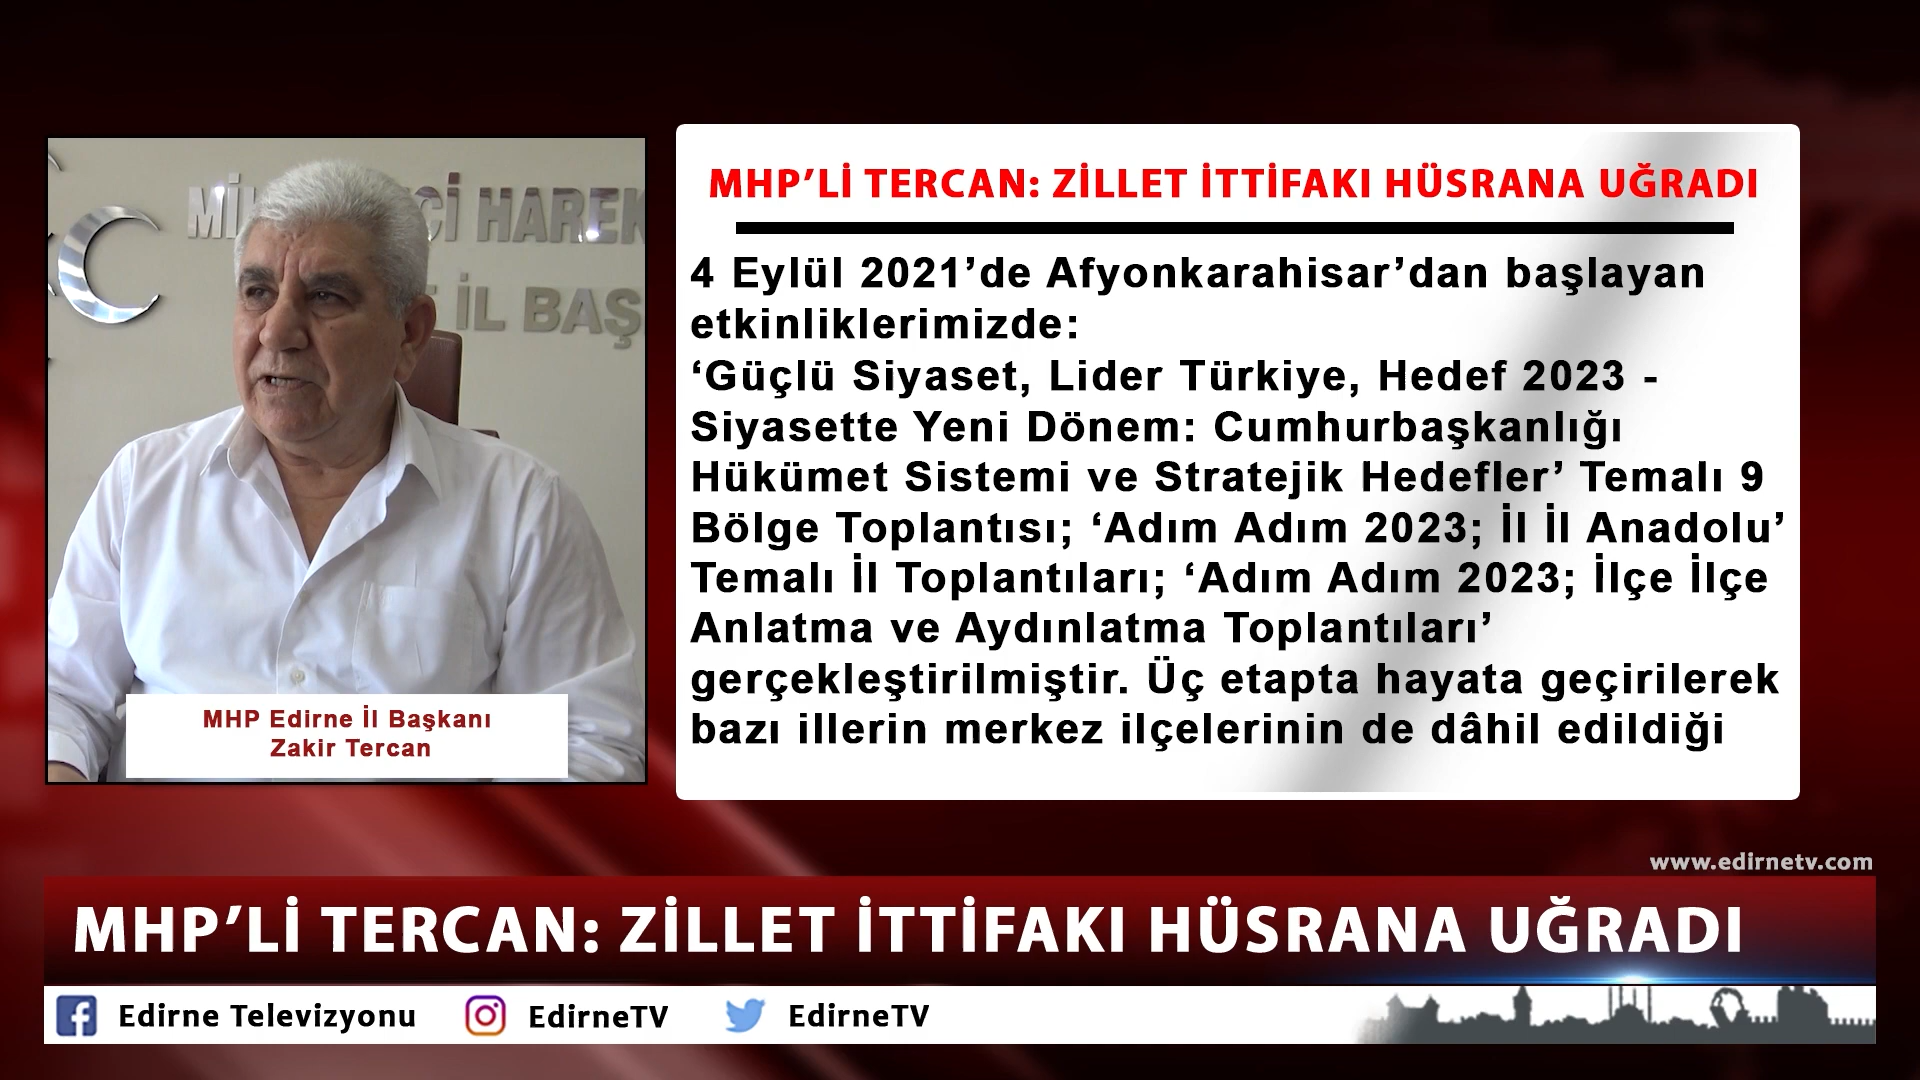 MİL
Çİ HAREK
İL BAŞ
MHP Edirne İl Başkanı
Zakir Tercan
MHP’Lİ TERCAN: ZİLLET İTTİFAKI HÜSRANA UĞRADI
4 Eylül 2021’de Afyonkarahisar’dan başlayan
etkinliklerimizde:
‘Güçlü Siyaset, Lider Türkiye, Hedef 2023 -
Siyasette Yeni Dönem: Cumhurbaşkanlığı
Hükümet Sistemi ve Stratejik Hedefler’ Temalı 9
Bölge Toplantısı; ‘Adım Adım 2023; İl İl Anadolu’
Temalı İl Toplantıları; ‘Adım Adım 2023; İlçe İlçe
Anlatma ve Aydınlatma Toplantıları’
gerçekleştirilmiştir. Üç etapta hayata geçirilerek
bazı illerin merkez ilçelerinin de dâhil edildiği
www.edirnetv.com
MHP’Lİ TERCAN: ZİLLET İTTİFAKI HÜSRANA UĞRADI
Edirne Televizyonu EdirneTV EdirneTV